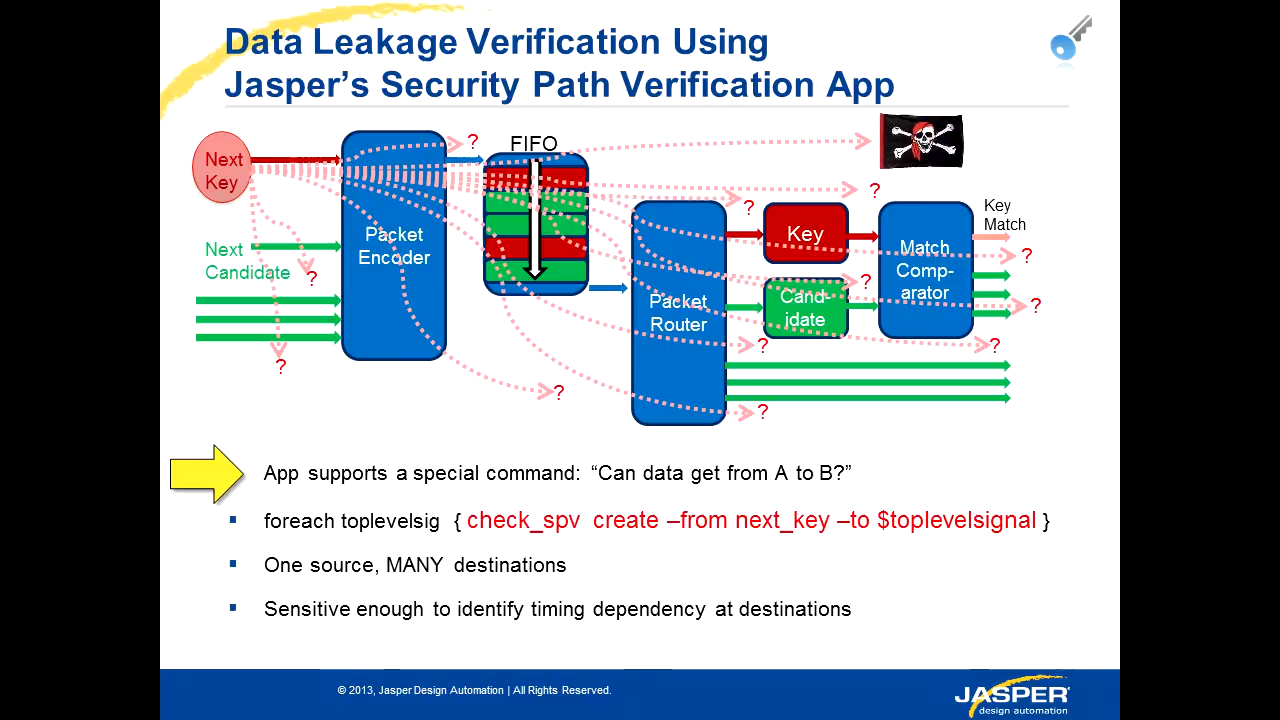 Data Leakage Verification Using
Jasper's Security Path Verification App
Next
Key
?
FIFO
?
?
Key
Match
Key
Packet
Encoder
Next
Candidate
?
Match
Comp-
arator
?
?
Cand-
idate
Packet
Router
?
?
?
?
?
?
App supports a special command: “Can data get from A to B?”
▪ foreach toplevelsig { check_spv create –from next_key –to $toplevelsignal }
▪ One source, MANY destinations
▪ Sensitive enough to identify timing dependency at destinations
© 2013, Jasper Design Automation | All Rights Reserved.
JASPER
design automation